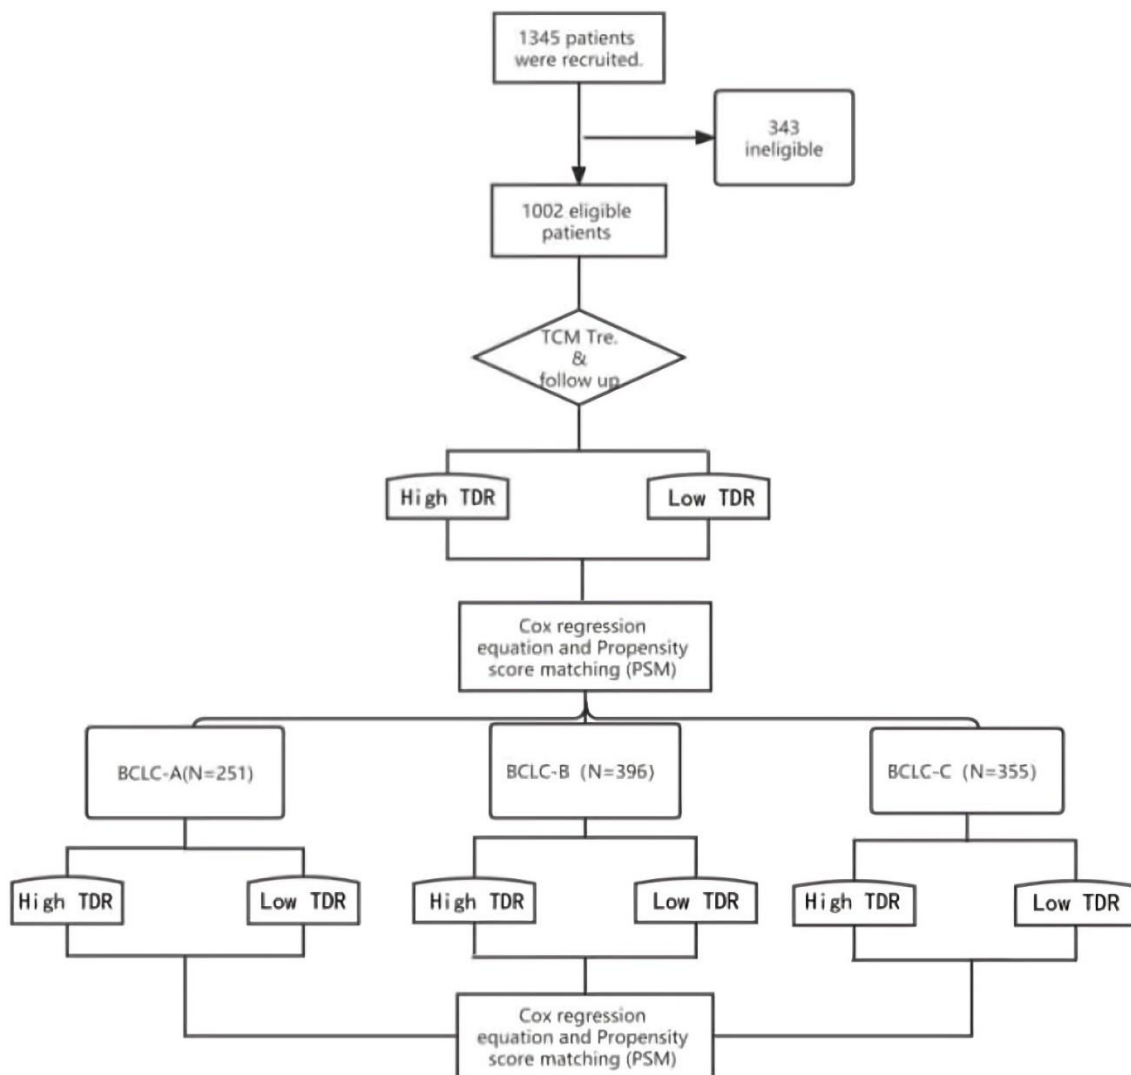 1345 patients
were recruited.
343
ineligible
1002 eligible
patients
TCM Tre.
&
follow up
High TDR
Low TDR
Cox regression
equation and Propensity
score matching (PSM)
BCLC-A(N=251)
BCLC-B (N=396)
BCLC-C (N=355)
High TDR
Low TDR
High TDR
Low TDR
High TDR
Low TDR
Cox regression
equation and Propensity
score matching (PSM)